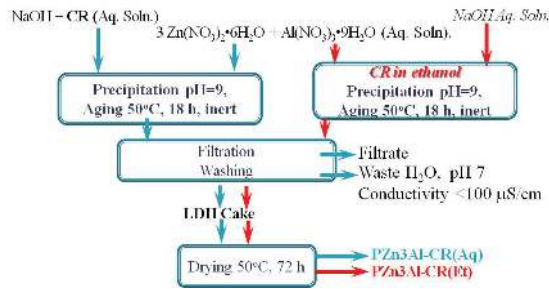 NaOH – CR (Aq. Soln.)
NaOH Aq. Soln.
3 Zn(NO₃)₂•6H₂O + Al(NO₃)₃•9H₂O (Aq. Soln).
Precipitation pH=9,
Aging 50°C, 18 h, inert
CR in ethanol
Precipitation pH=9,
Aging 50°C, 18 h, inert
Filtration
Washing
Filtrate
Waste H₂O, pH 7
Conductivity <100 µS/cm
LDH Cake
Drying 50°C, 72 h
PZn3Al-CR(Aq)
PZn3Al-CR(Et)